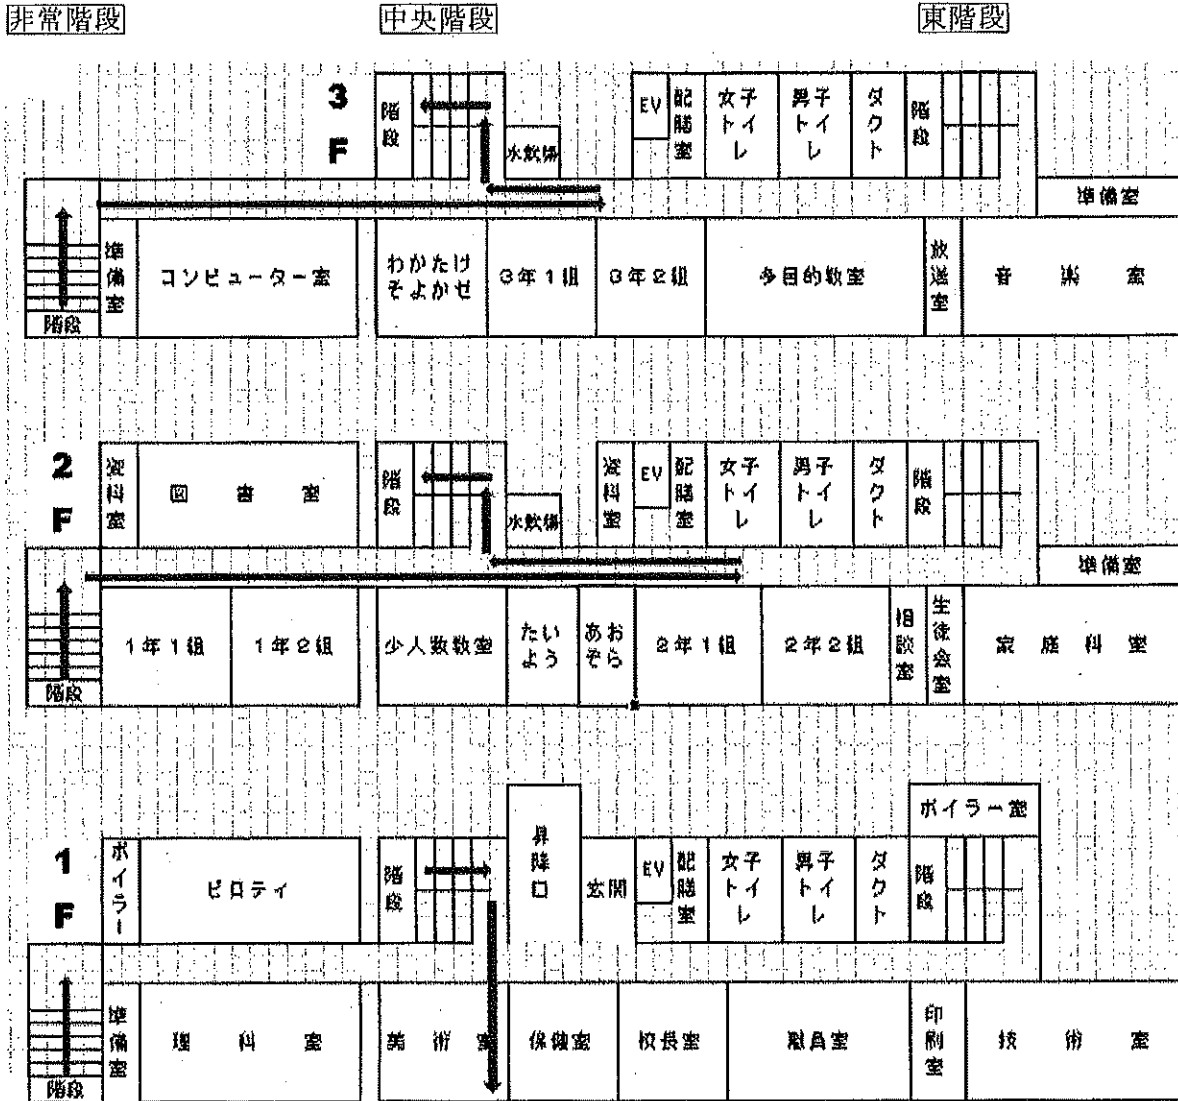 非常階段
中央階段
東階段
3F
階段
水飲場
EV
配膳室
女子トイレ
男子トイレ
ダクト
階段
準備室
階段
準備室
コンピューター室
わかたけ
そよかぜ
3年1組
3年2組
多目的教室
放送室
音楽室
2F
資料室
図書室
階段
水飲場
資料室
EV
配膳室
女子トイレ
男子トイレ
ダクト
階段
準備室
階段
1年1組
1年2組
少人数教室
たいよう
あおぞら
2年1組
2年2組
相談室
生徒会室
家庭科室
1F
ボイラー
ピロティ
階段
昇降口
玄関
EV
配膳室
女子トイレ
男子トイレ
ダクト
階段
ボイラー室
階段
準備室
理科室
美術室
保健室
校長室
職員室
印刷室
技術室